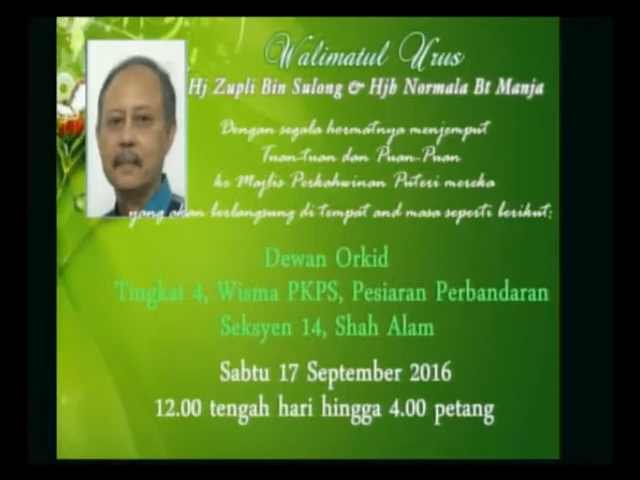 Walimatul Urus
Hj Zupli Bin Sulong & Hjh Normala Bt Manja
Dengan segala hormatnya menjemput
Tuan-tuan dan Puan-Puan
ke Majlis Perkahwinan Puteri mereka
yang akan berlangsung di tempat and masa seperti berikut:
Dewan Orkid
Tingkat 4, Wisma PKPS, Pesiaran Perbandaran
Seksyen 14, Shah Alam
Sabtu 17 September 2016
12.00 tengah hari hingga 4.00 petang